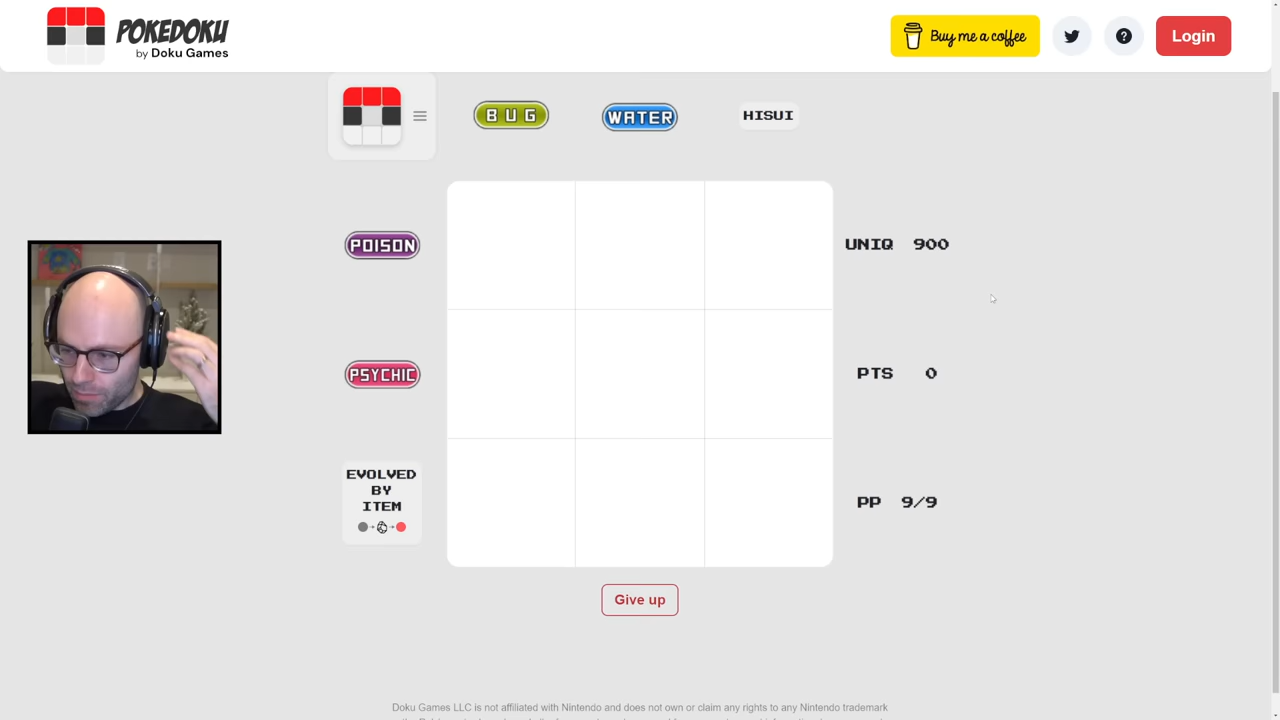 POKEDOKU
by Doku Games
Buy me a coffee
?
Login
BUG
WATER
HISUI
POISON
UNIQ 900
PSYCHIC
PTS 0
EVOLVED
BY
ITEM
PP 9/9
Give up
Doku Games LLC is not affiliated with Nintendo and does not own or claim any rights to any Nintendo trademark